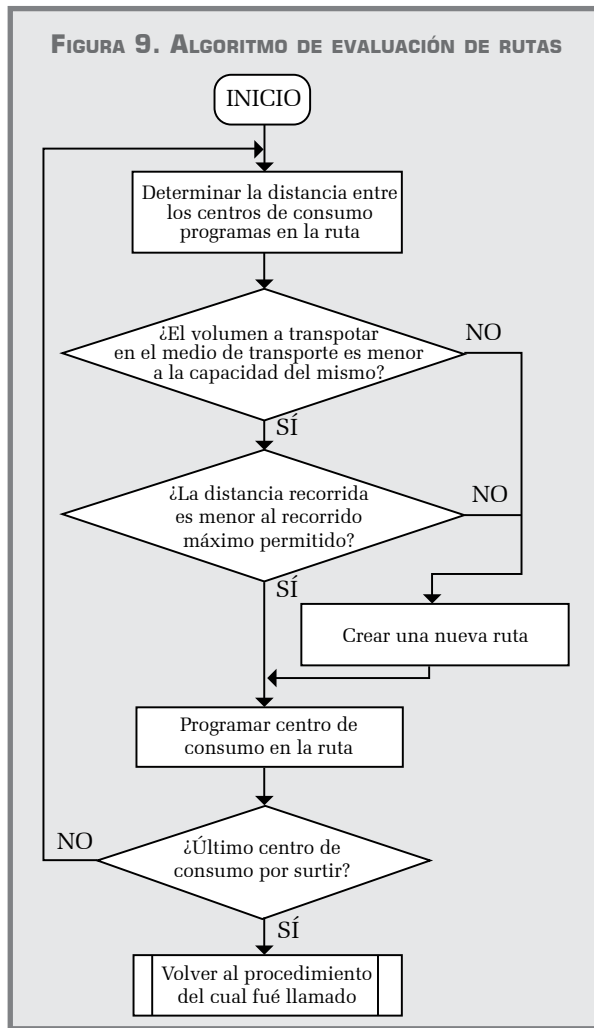 FIGURA 9. ALGORITMO DE EVALUACIÓN DE RUTAS
INICIO
Determinar la distancia entre
los centros de consumo
programas en la ruta
¿El volumen a transpotar
en el medio de transporte es menor
a la capacidad del mismo?
NO
SÍ
¿La distancia recorrida
es menor al recorrido
máximo permitido?
NO
SÍ
Crear una nueva ruta
Programar centro de
consumo en la ruta
NO
¿Último centro de
consumo por surtir?
SÍ
Volver al procedimiento
del cual fué llamado